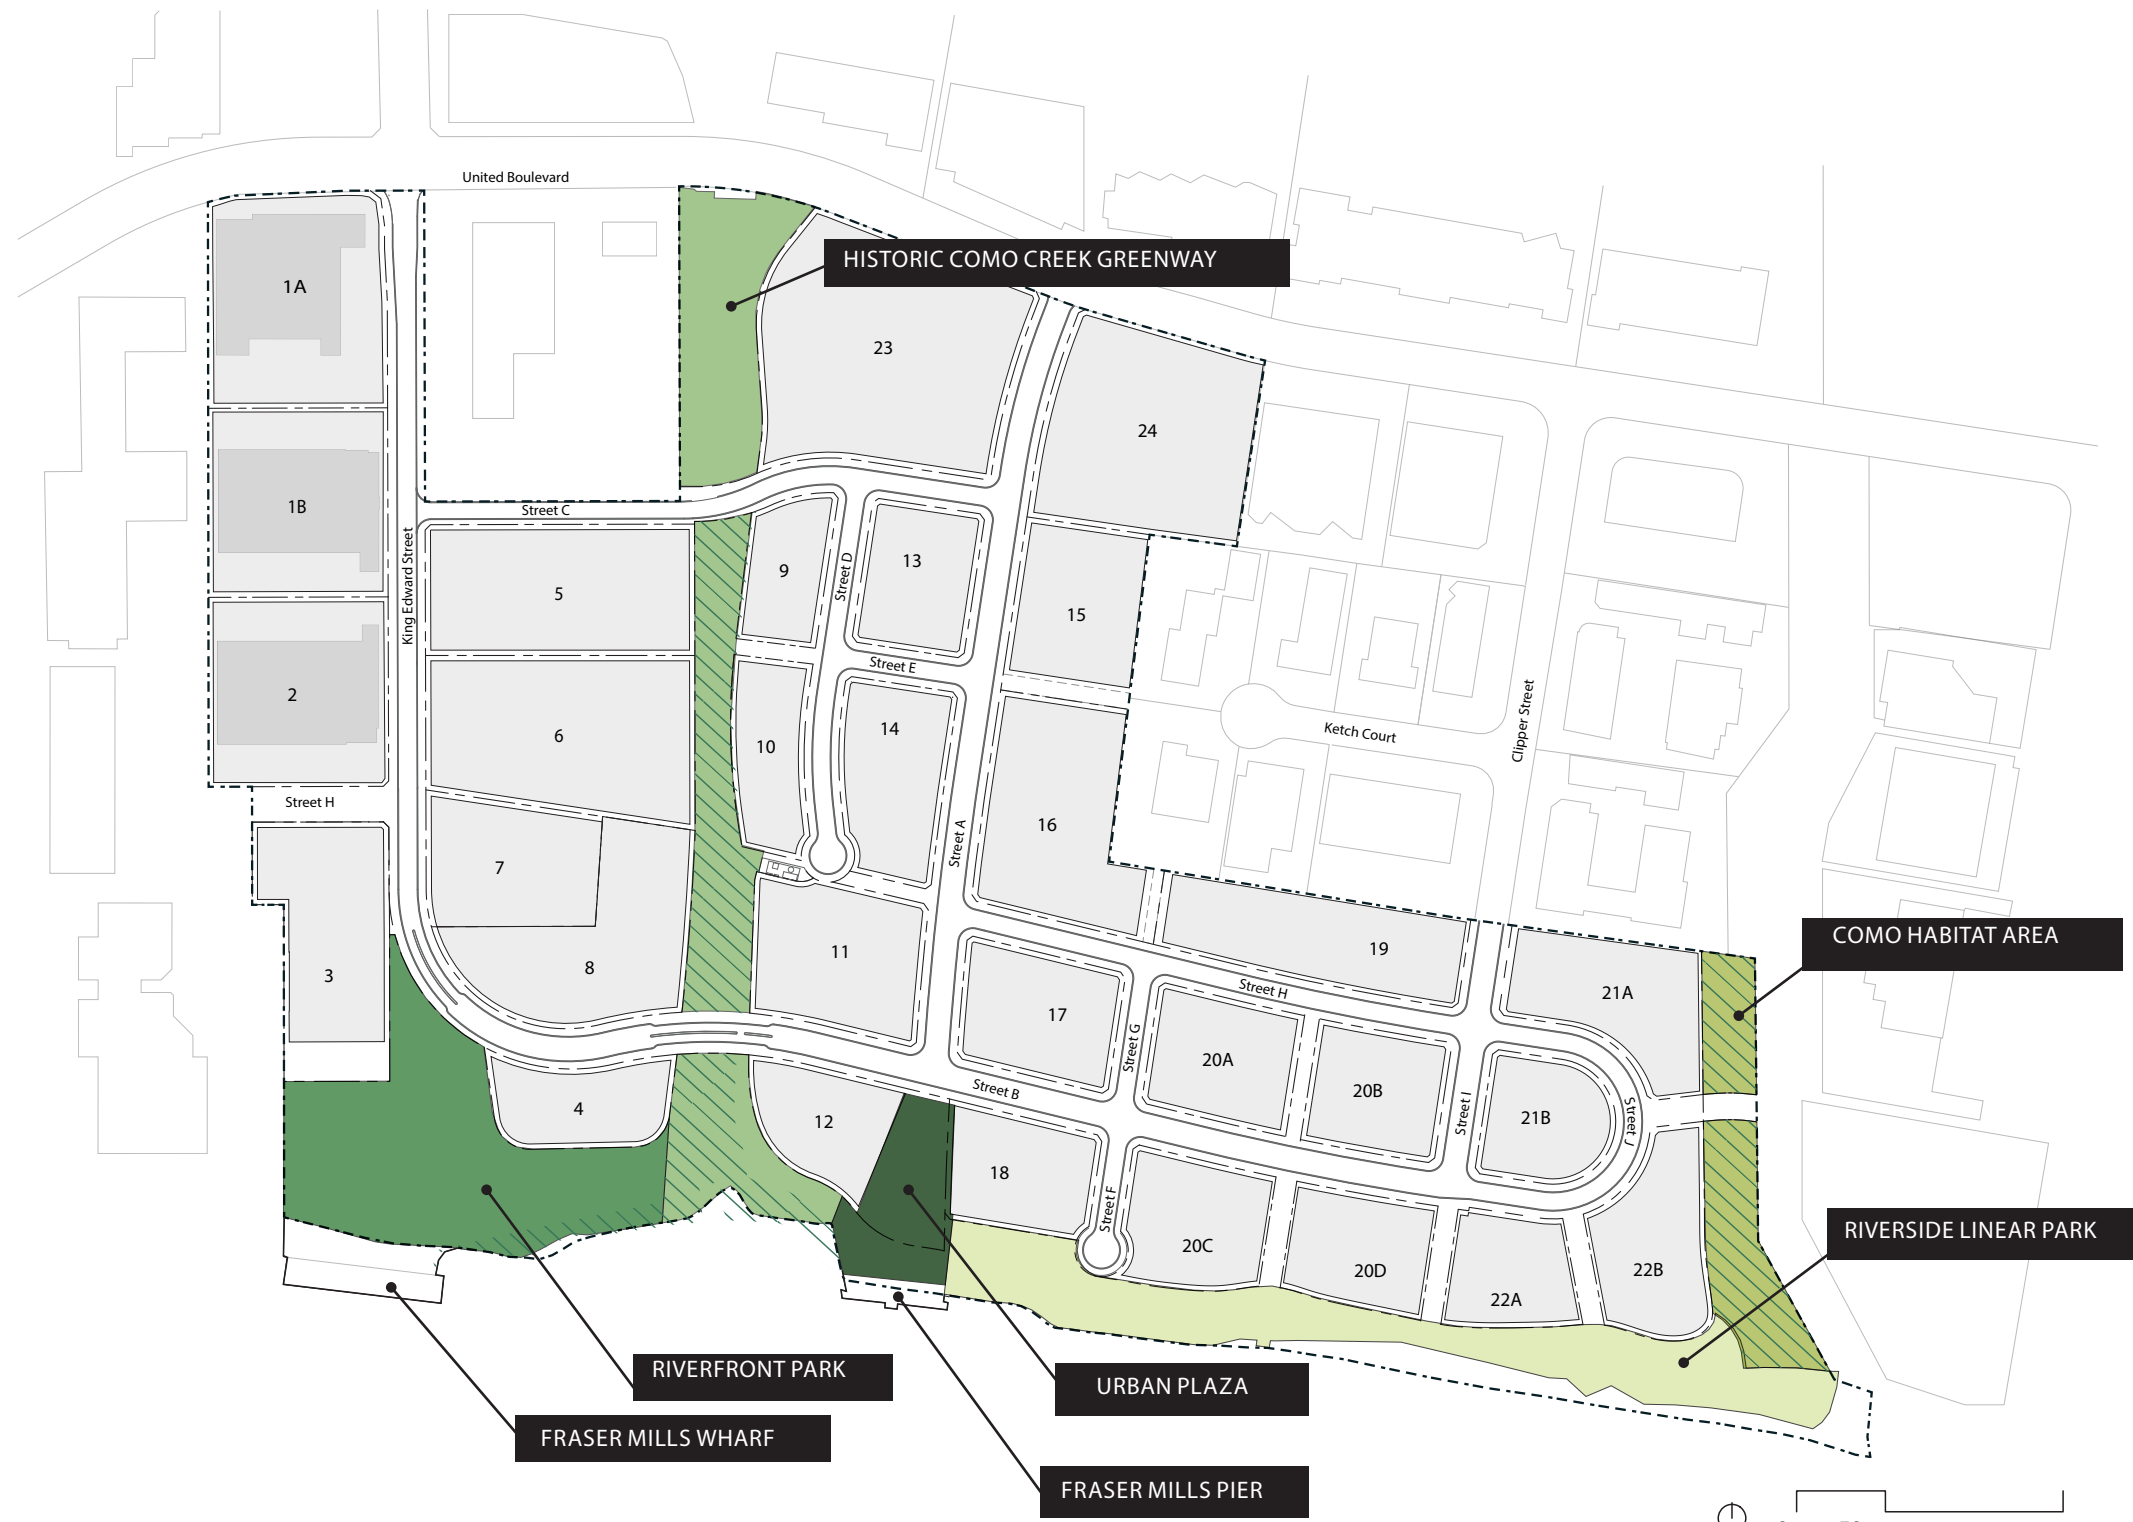 United Boulevard
HISTORIC COMO CREEK GREENWAY
1A
23
24
1B
Street C
King Edward Street
5
9
Street D
13
15
Street E
2
6
10
14
Ketch Court
Clipper Street
Street H
7
16
Street A
3
8
11
19
COMO HABITAT AREA
17
Street H
21A
Street G
20A
20B
Street B
4
12
Street I
21B
Street J
18
Street F
20C
20D
22A
22B
RIVERSIDE LINEAR PARK
RIVERFRONT PARK
URBAN PLAZA
FRASER MILLS WHARF
FRASER MILLS PIER